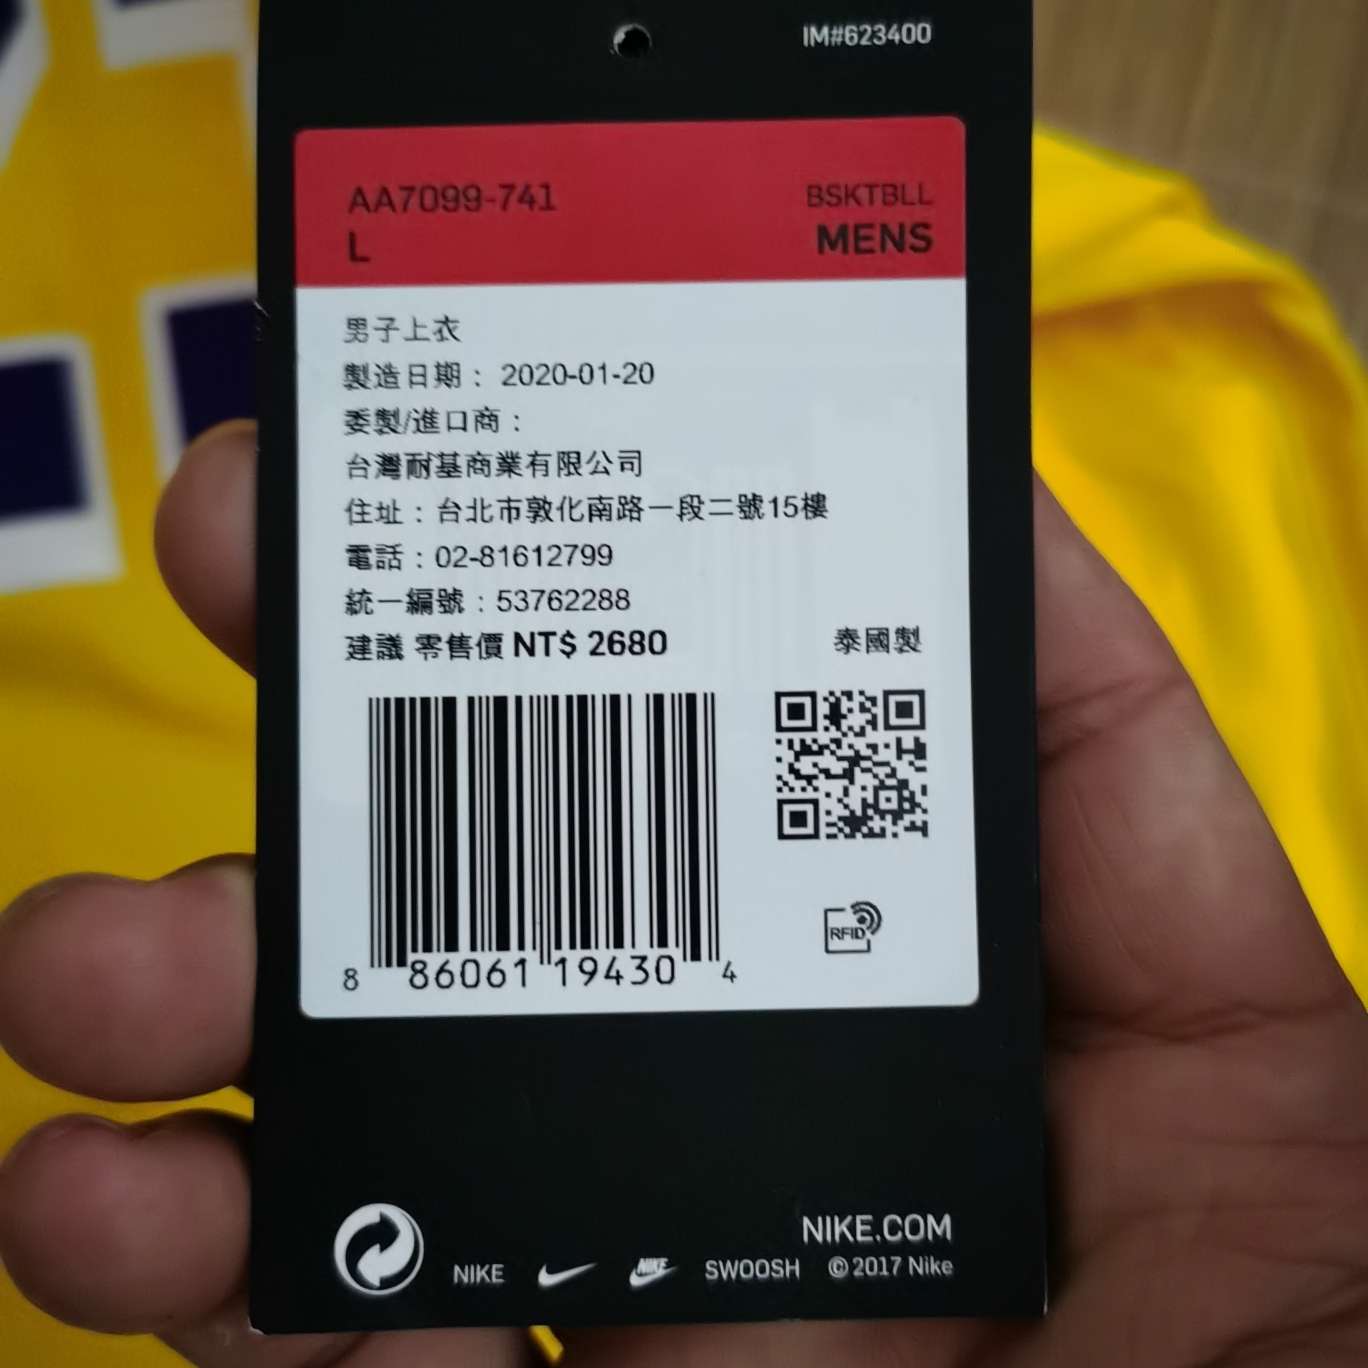 IM#623400
AA7099-741
BSKTBLL
L
MENS
男子上衣
製造日期： 2020-01-20
委製/進口商：
台灣耐基商業有限公司
住址：台北市敦化南路一段二號15樓
電話：02-81612799
統一編號：53762288
建議 零售價 NT$ 2680
泰國製
RFID
8 86061 19430 4
NIKE.COM
NIKE NIKE SWOOSH ©2017 Nike